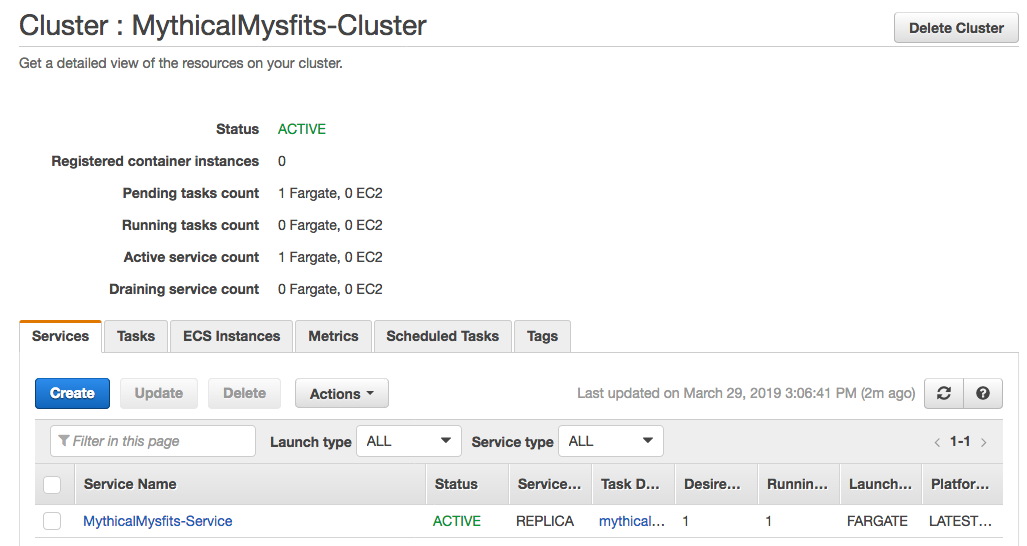 Cluster : MythicalMysfits-Cluster Delete Cluster
Get a detailed view of the resources on your cluster.
Status ACTIVE
Registered container instances 0
Pending tasks count 1 Fargate, 0 EC2
Running tasks count 0 Fargate, 0 EC2
Active service count 1 Fargate, 0 EC2
Draining service count 0 Fargate, 0 EC2
Services Tasks ECS Instances Metrics Scheduled Tasks Tags
Create Update Delete Actions Last updated on March 29, 2019 3:06:41 PM (2m ago) ?
Filter in this page Launch type ALL Service type ALL < 1-1 >
Service Name Status Service... Task D... Desire... Runnin... Launch... Platfor...
MythicalMysfits-Service ACTIVE REPLICA mythical... 1 1 FARGATE LATEST...